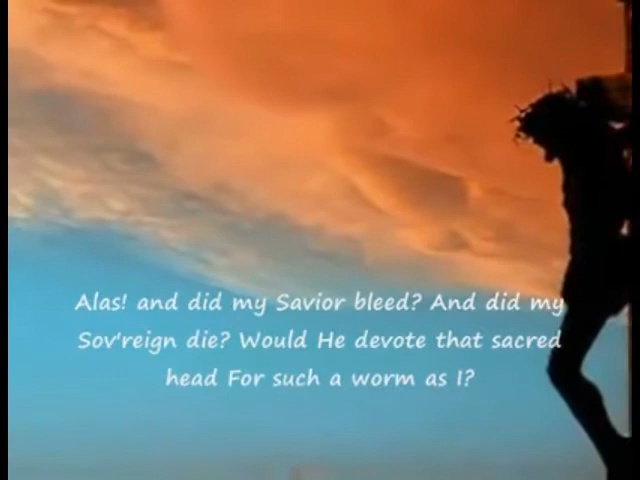 Alas! and did my Savior bleed? And did my
Sov'reign die? Would He devote that sacred
head For such a worm as I?